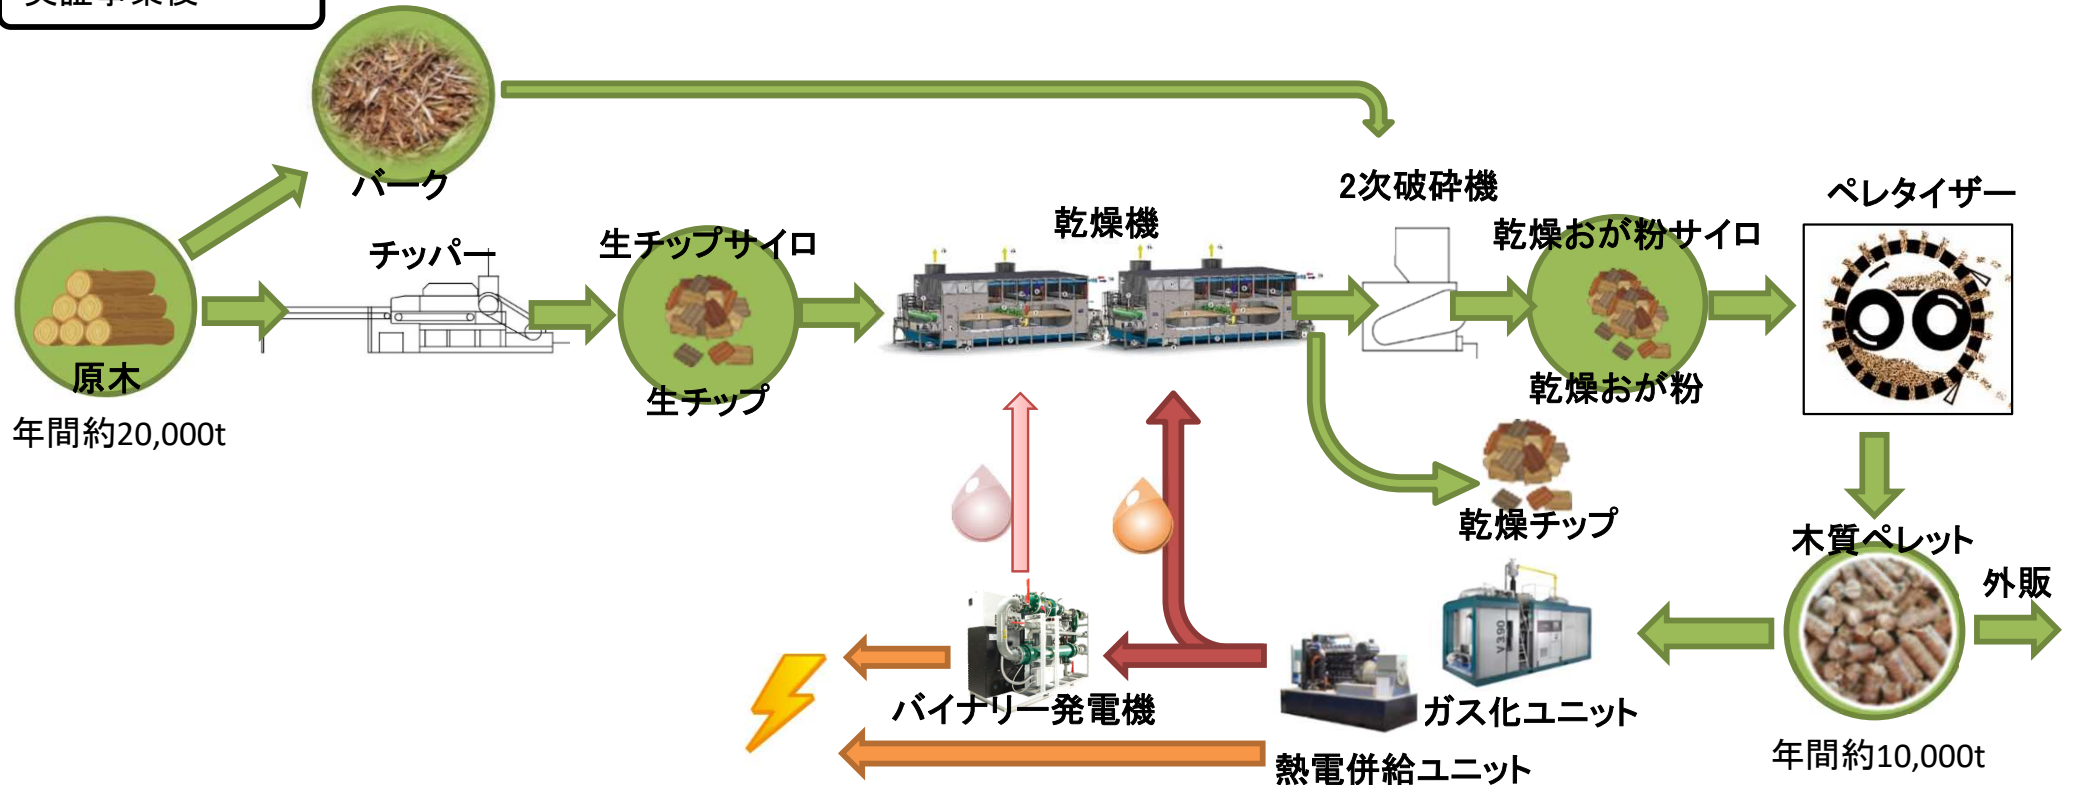 バーク
2次破砕機
ペレタイザー
乾燥機
生チップサイロ
乾燥おが粉サイロ
チッパー
原木
生チップ
乾燥おが粉
年間約20,000t
乾燥チップ
木質ペレット
外販
V390
バイナリー発電機
ガス化ユニット
熱電併給ユニット
年間約10,000t